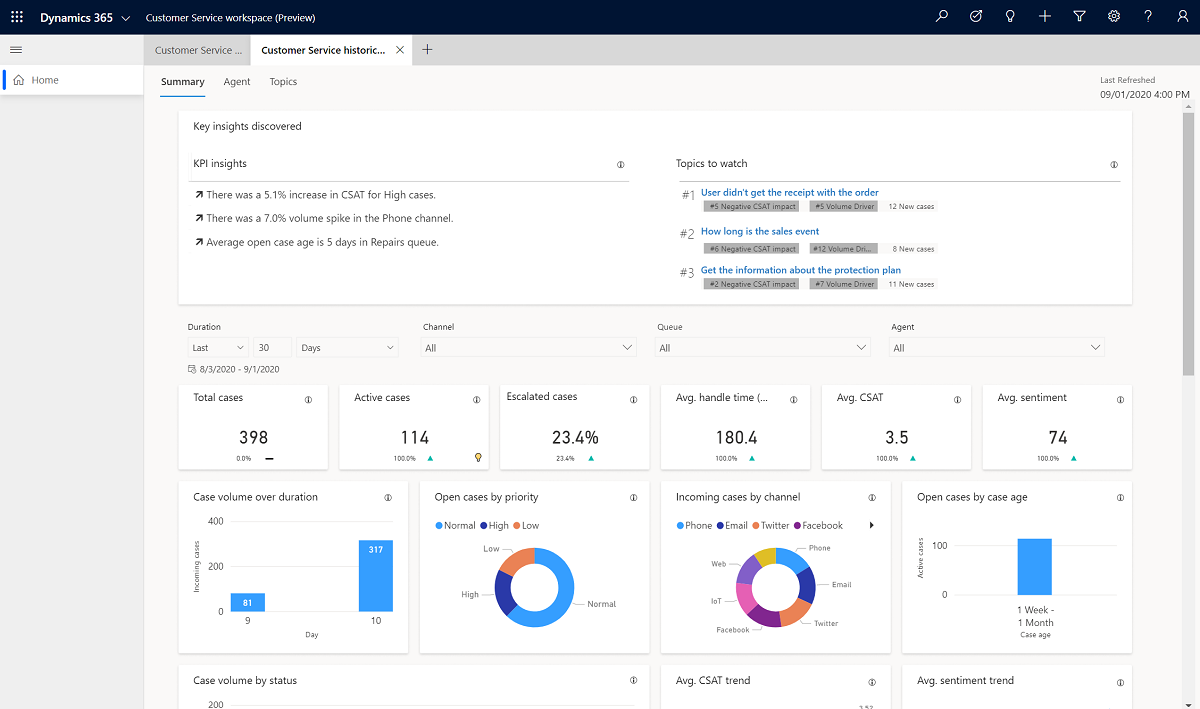 Dynamics 365 Customer Service workspace (Preview)
Customer Service ... Customer Service historic...
Home
Summary Agent Topics
Last Refreshed
09/01/2020 4:00 PM
Key insights discovered
KPI insights
There was a 5.1% increase in CSAT for High cases.
There was a 7.0% volume spike in the Phone channel.
Average open case age is 5 days in Repairs queue.
Topics to watch
#1 User didn't get the receipt with the order
#5 Negative CSAT impact #5 Volume Driver 12 New cases
#2 How long is the sales event
#6 Negative CSAT impact #12 Volume Dri... 8 New cases
#3 Get the information about the protection plan
#2 Negative CSAT impact #7 Volume Driver 11 New cases
Duration Channel Queue Agent
Last 30 Days All All All
8/3/2020 - 9/1/2020
Total cases
398
0.0%
Active cases
114
100.0%
Escalated cases
23.4%
23.4%
Avg. handle time (...
180.4
100.0%
Avg. CSAT
3.5
100.0%
Avg. sentiment
74
100.0%
Case volume over duration
400
200
0
Incoming cases
81
317
9 10
Day
Open cases by priority
Normal High Low
Low
High
Normal
Incoming cases by channel
Phone Email Twitter Facebook
Phone
Web
Email
IoT
Twitter
Facebook
Open cases by case age
100
0
Active cases
1 Week -
1 Month
Case age
Case volume by status
200
Avg. CSAT trend
Avg. sentiment trend